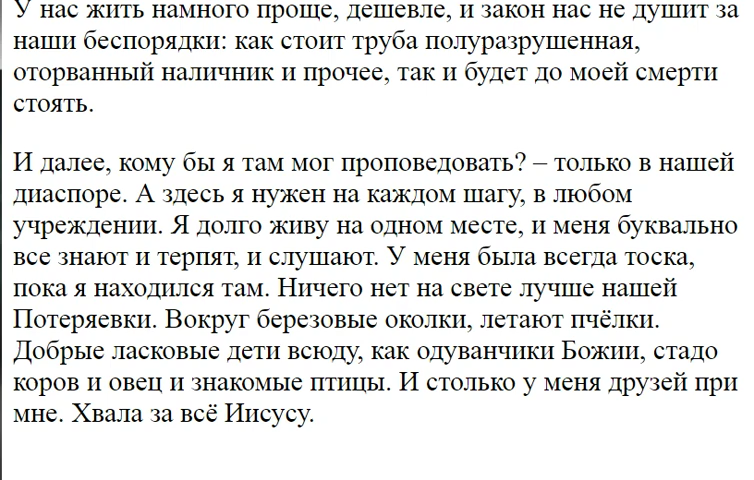 У нас жить намного проще, дешевле, и закон нас не душит за
наши беспорядки: как стоит труба полуразрушенная,
оторванный наличник и прочее, так и будет до моей смерти
стоять.
И далее, кому бы я там мог проповедовать? – только в нашей
диаспоре. А здесь я нужен на каждом шагу, в любом
учреждении. Я долго живу на одном месте, и меня буквально
все знают и терпят, и слушают. У меня была всегда тоска,
пока я находился там. Ничего нет на свете лучше нашей
Потеряевки. Вокруг березовые околки, летают пчёлки.
Добрые ласковые дети всюду, как одуванчики Божии, стадо
коров и овец и знакомые птицы. И столько у меня друзей при
мне. Хвала за всё Иисусу.